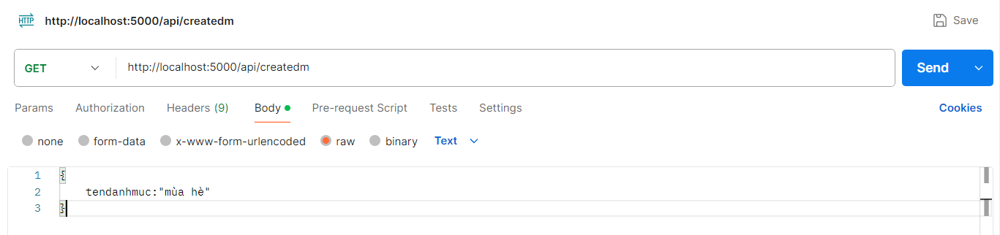 HTTP http://localhost:5000/api/createdm Save
GET http://localhost:5000/api/createdm Send
Params Authorization Headers (9) Body Pre-request Script Tests Settings Cookies
none form-data x-www-form-urlencoded raw binary Text
1 {
2 tendanhmuc:"mùa hè"
3 }